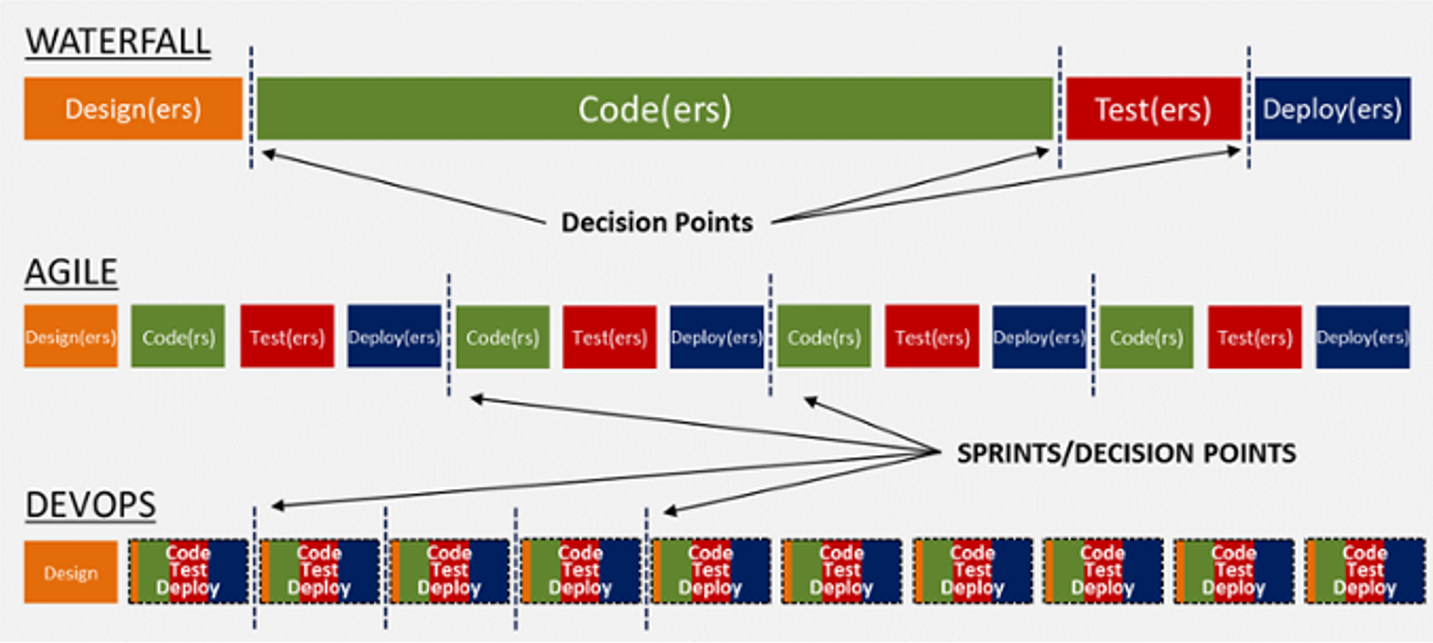 WATERFALL
Design(ers) Code(ers) Test(ers) Deploy(ers)
Decision Points
AGILE
Design(ers) Code(rs) Test(ers) Deploy(ers) Code(rs) Test(ers) Deploy(ers) Code(rs) Test(ers) Deploy(ers) Code(rs) Test(ers) Deploy(ers)
SPRINTS/DECISION POINTS
DEVOPS
Design
Code
Test
Deploy
Code
Test
Deploy
Code
Test
Deploy
Code
Test
Deploy
Code
Test
Deploy
Code
Test
Deploy
Code
Test
Deploy
Code
Test
Deploy
Code
Test
Deploy
Code
Test
Deploy